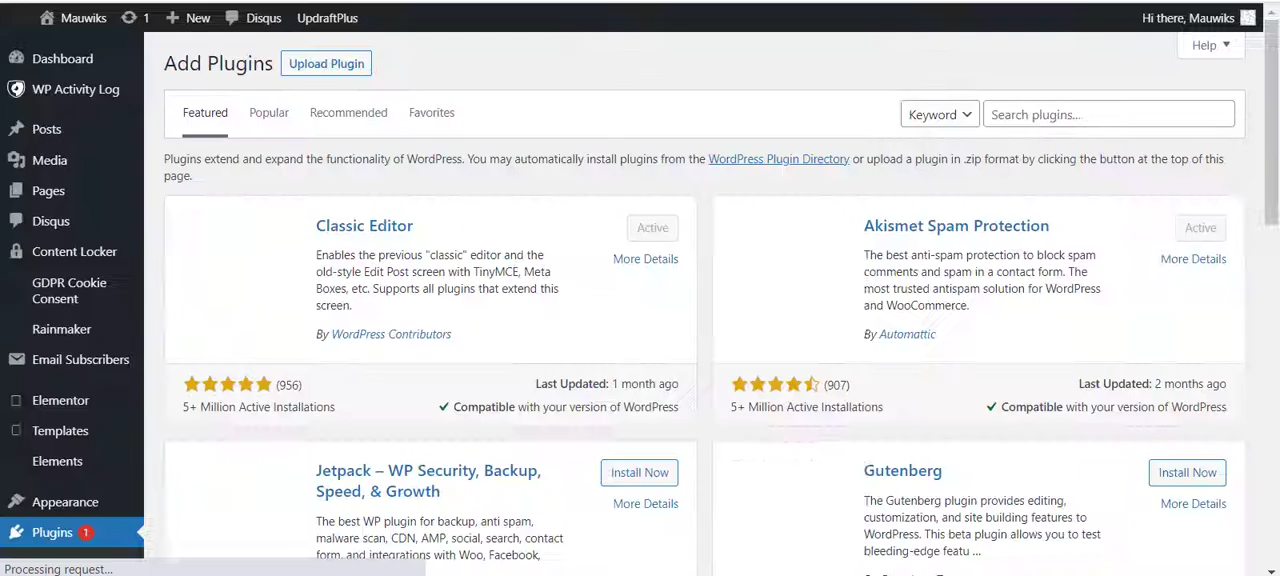 Mauwiks 1 New Disqus UpdraftPlus Hi there, Mauwiks
Dashboard
WP Activity Log
Posts
Media
Pages
Disqus
Content Locker
GDPR Cookie
Consent
Rainmaker
Email Subscribers
Elementor
Templates
Elements
Appearance
Plugins 1
Help
Add Plugins Upload Plugin
Featured Popular Recommended Favorites Keyword Search plugins...
Plugins extend and expand the functionality of WordPress. You may automatically install plugins from the WordPress Plugin Directory or upload a plugin in .zip format by clicking the button at the top of this
page.
Classic Editor Active
More Details
Enables the previous "classic" editor and the
old-style Edit Post screen with TinyMCE, Meta
Boxes, etc. Supports all plugins that extend this
screen.
By WordPress Contributors
(956) Last Updated: 1 month ago
5+ Million Active Installations Compatible with your version of WordPress
Akismet Spam Protection Active
More Details
The best anti-spam protection to block spam
comments and spam in a contact form. The
most trusted antispam solution for WordPress
and WooCommerce.
By Automattic
(907) Last Updated: 2 months ago
5+ Million Active Installations Compatible with your version of WordPress
Jetpack – WP Security, Backup, Install Now
Speed, & Growth More Details
The best WP plugin for backup, anti spam,
malware scan, CDN, AMP, social, search, contact
form, and integrations with Woo, Facebook,
Gutenberg Install Now
More Details
The Gutenberg plugin provides editing,
customization, and site building features to
WordPress. This beta plugin allows you to test
bleeding-edge featu ...
Processing request...